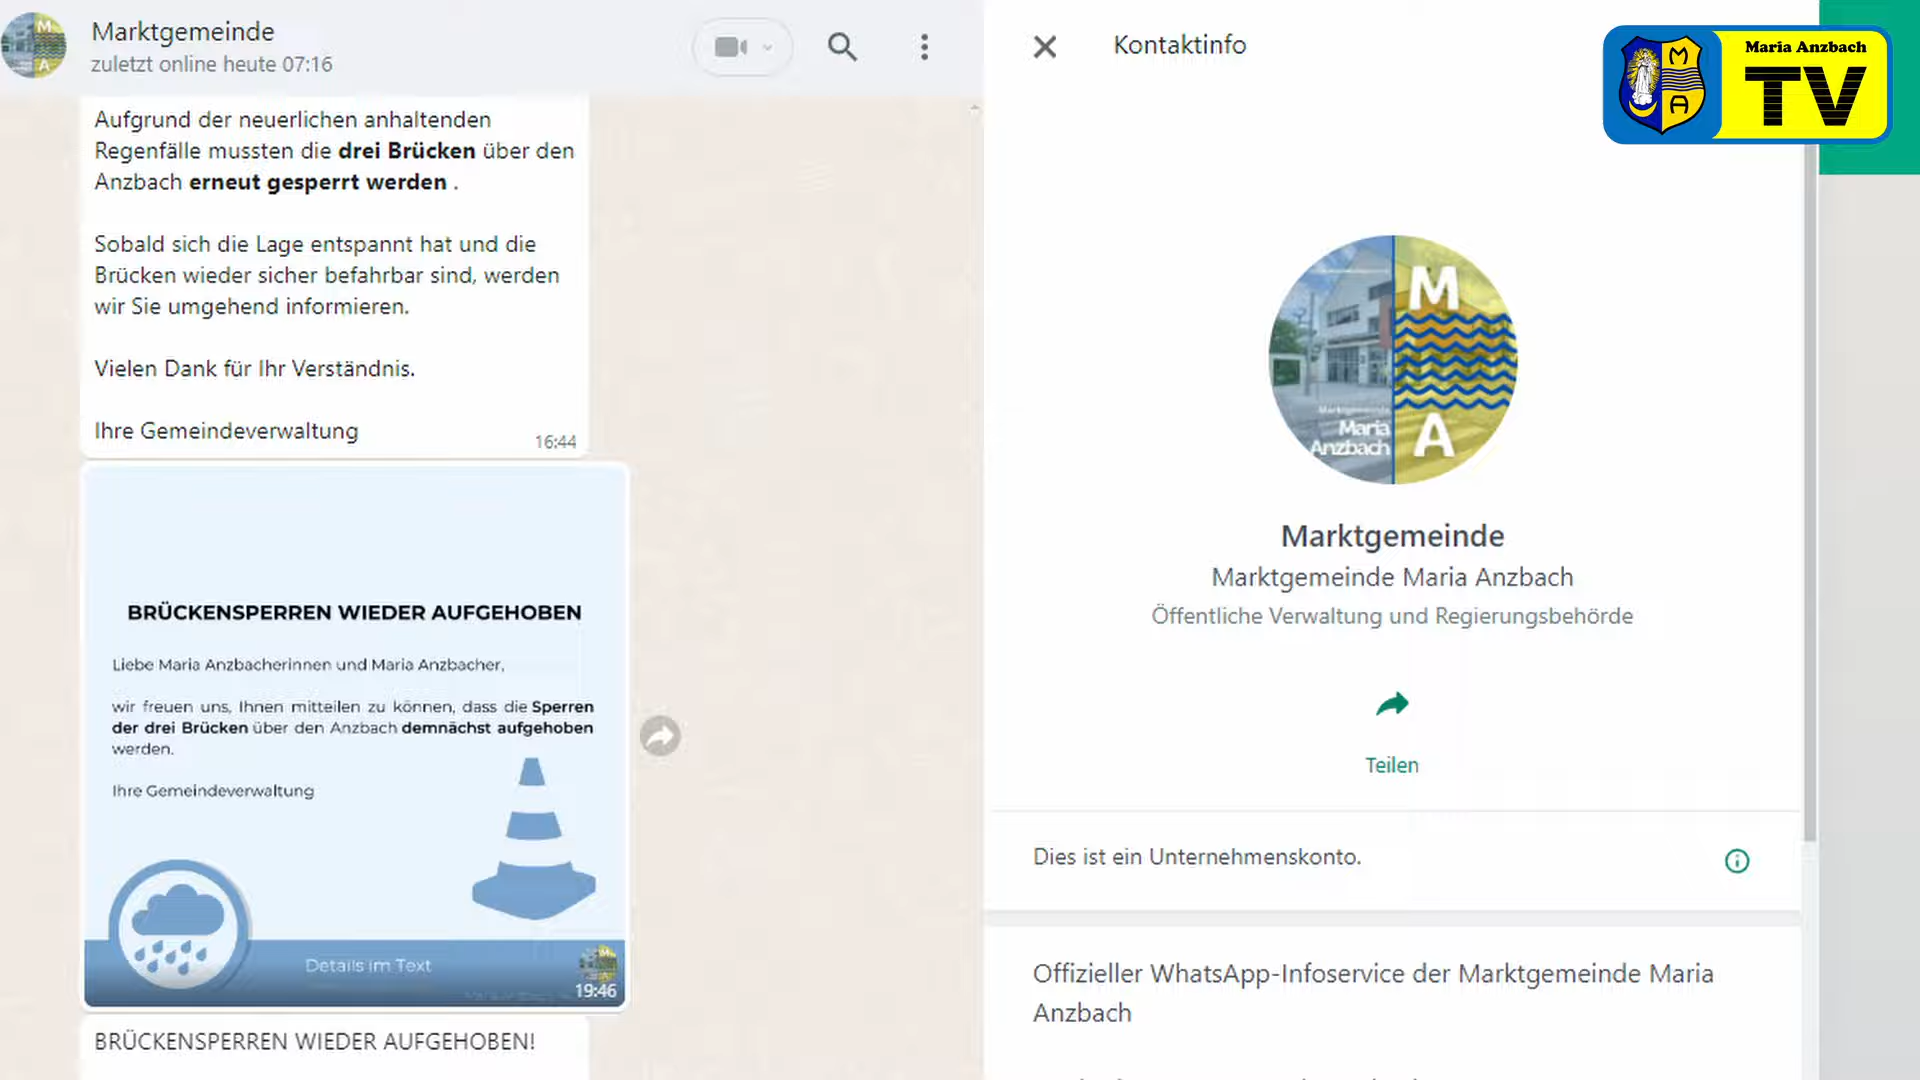 Marktgemeinde
zuletzt online heute 07:16
Aufgrund der neuerlichen anhaltenden
Regenfälle mussten die drei Brücken über den
Anzbach erneut gesperrt werden .
Sobald sich die Lage entspannt hat und die
Brücken wieder sicher befahrbar sind, werden
wir Sie umgehend informieren.
Vielen Dank für Ihr Verständnis.
Ihre Gemeindeverwaltung
16:44
BRÜCKENSPERREN WIEDER AUFGEHOBEN
Liebe Maria Anzbacherinnen und Maria Anzbacher,
wir freuen uns, Ihnen mitteilen zu können, dass die Sperren
der drei Brücken über den Anzbach demnächst aufgehoben
werden.
Ihre Gemeindeverwaltung
Details im Text
19:46
BRÜCKENSPERREN WIEDER AUFGEHOBEN!
Kontaktinfo
Maria Anzbach
TV
M
A
M
A
Marktgemeinde
Maria
Anzbach
Marktgemeinde
Marktgemeinde Maria Anzbach
Öffentliche Verwaltung und Regierungsbehörde
Teilen
Dies ist ein Unternehmenskonto.
Offizieller WhatsApp-Infoservice der Marktgemeinde Maria
Anzbach